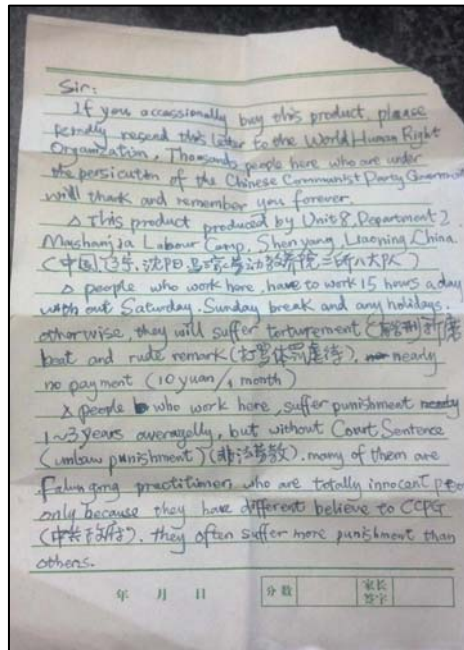 Sir:
If you occassionally buy this product, please
kindly resend this letter to the World Human Right
Organization. Thousands people here who are under
the persicution of the Chinese Communist Party Government
will thank and remember you forever.
This product produced by Unit 8, Department 2,
Mashanjia Labour Camp, Shenyang, Liaoning, China.
(中国,辽宁,沈阳马三家劳动教养院二所八大队)
people who work here, have to work 15 hours a day
with out Saturday, Sunday break and any holidays.
otherwise, they will suffer torturement
beat and rude remark (打骂体罚虐待). nearly
no payment (10 yuan/1 month)
people who work here, suffer punishment
1~3 years averagelly, but without Court Sentence
(unlaw punishment) (非法劳教). many of them are
Falungong practitioner, who are totally innocent
only because they have different believe to CCPG
(中共政府). they often suffer more punishment than
others.
年 月 日 分数 家长签字